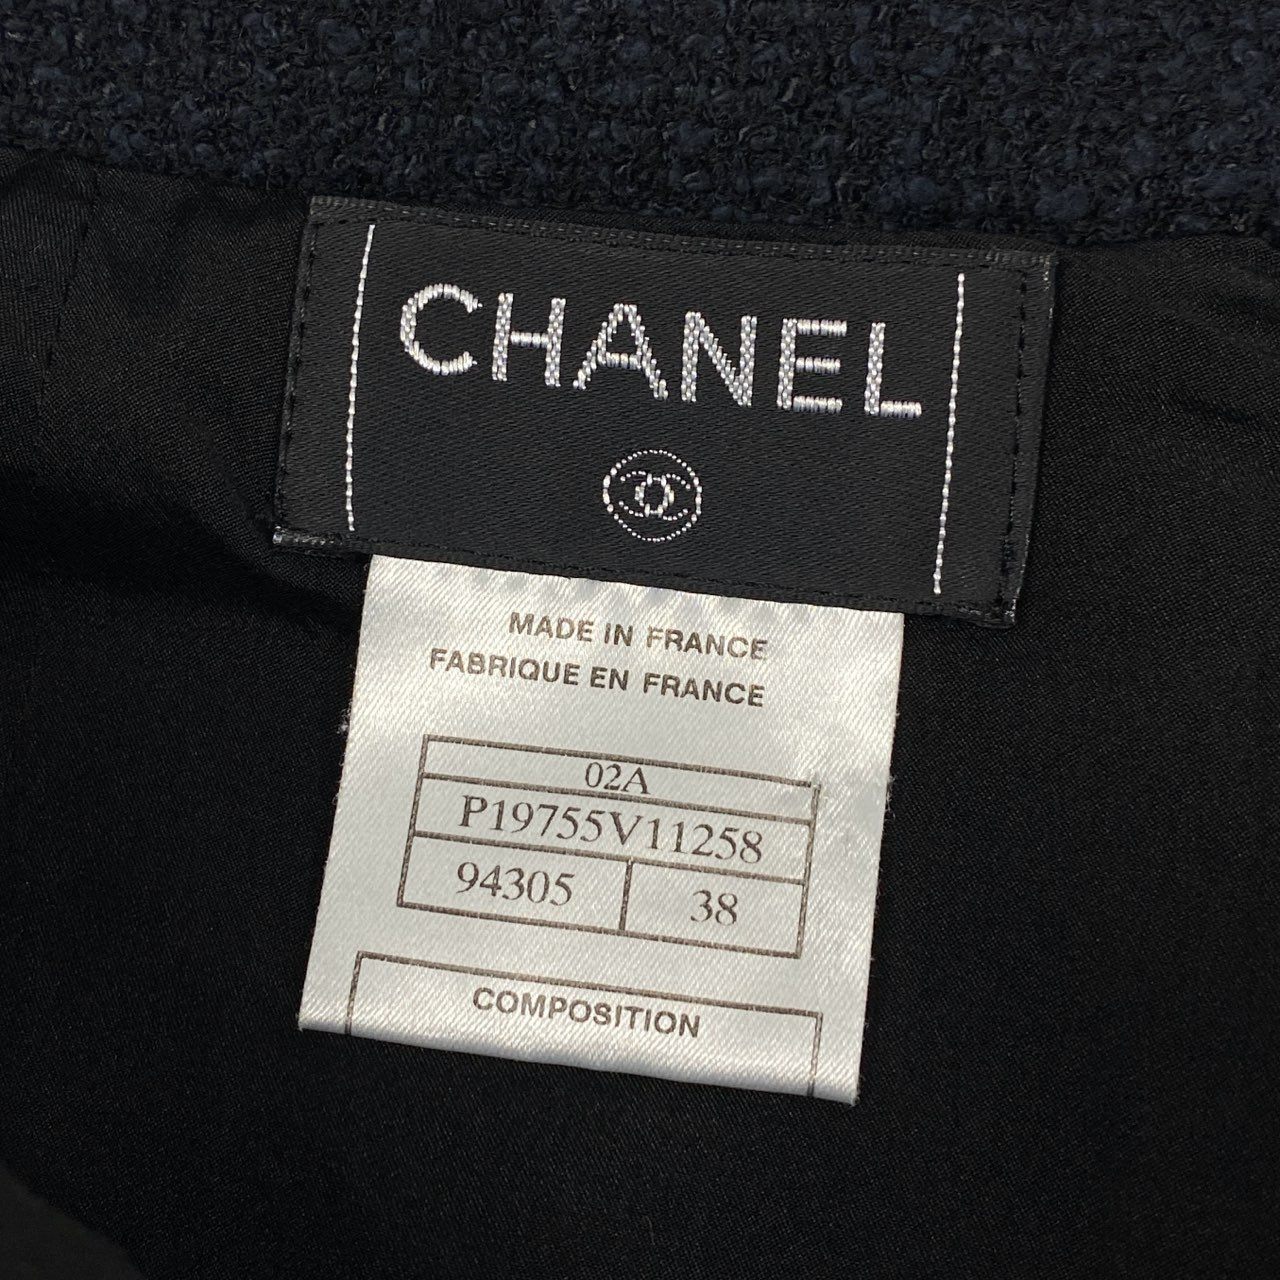 CHANEL
MADE IN FRANCE
FABRIQUE EN FRANCE
02A
P19755V11258
94305 38
COMPOSITION